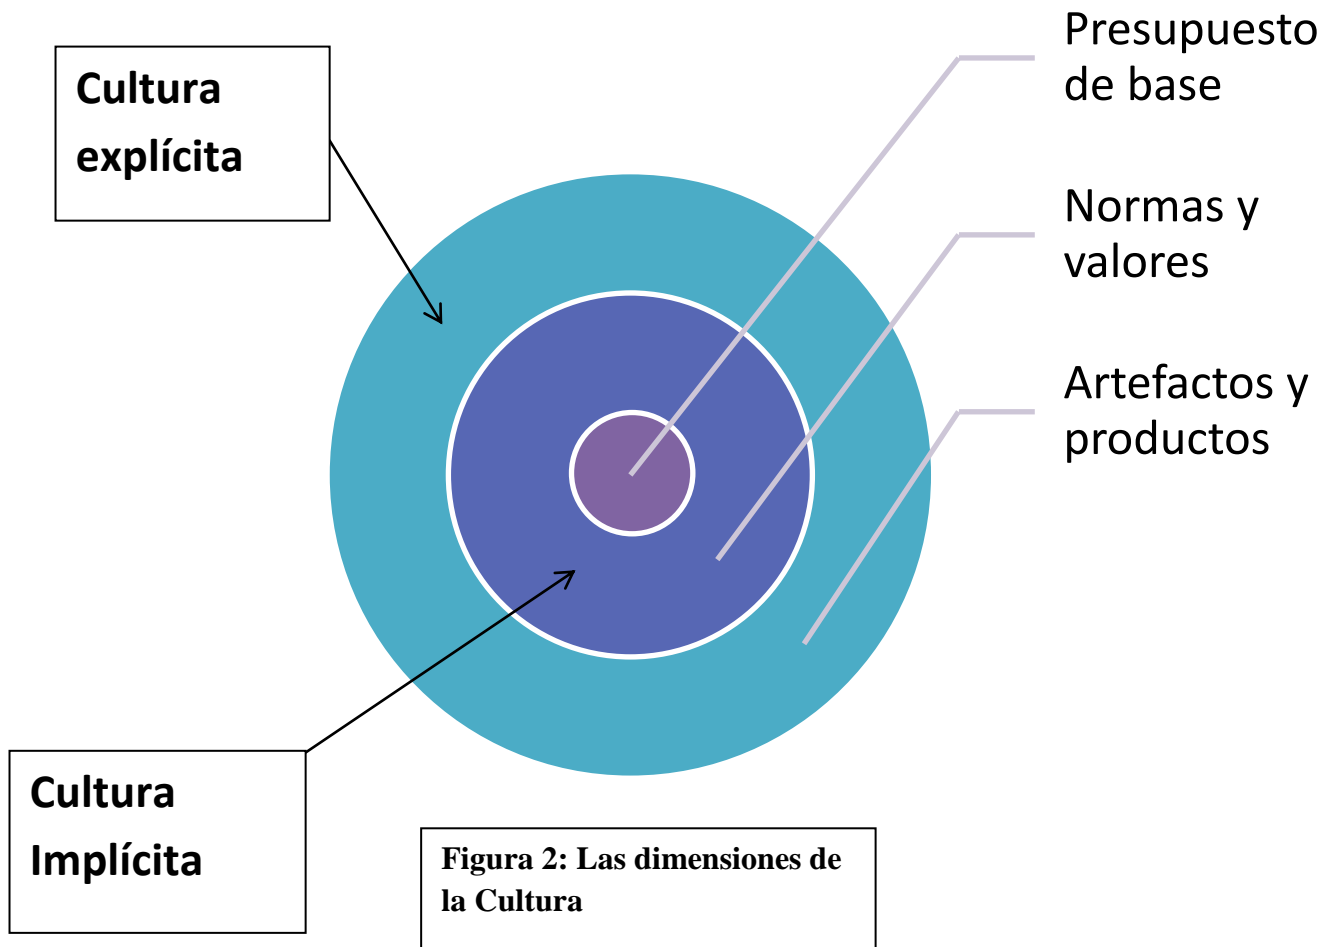 Presupuesto
de base
Cultura
explícita
Normas y
valores
Artefactos y
productos
Cultura
Implícita
Figura 2: Las dimensiones de
la Cultura